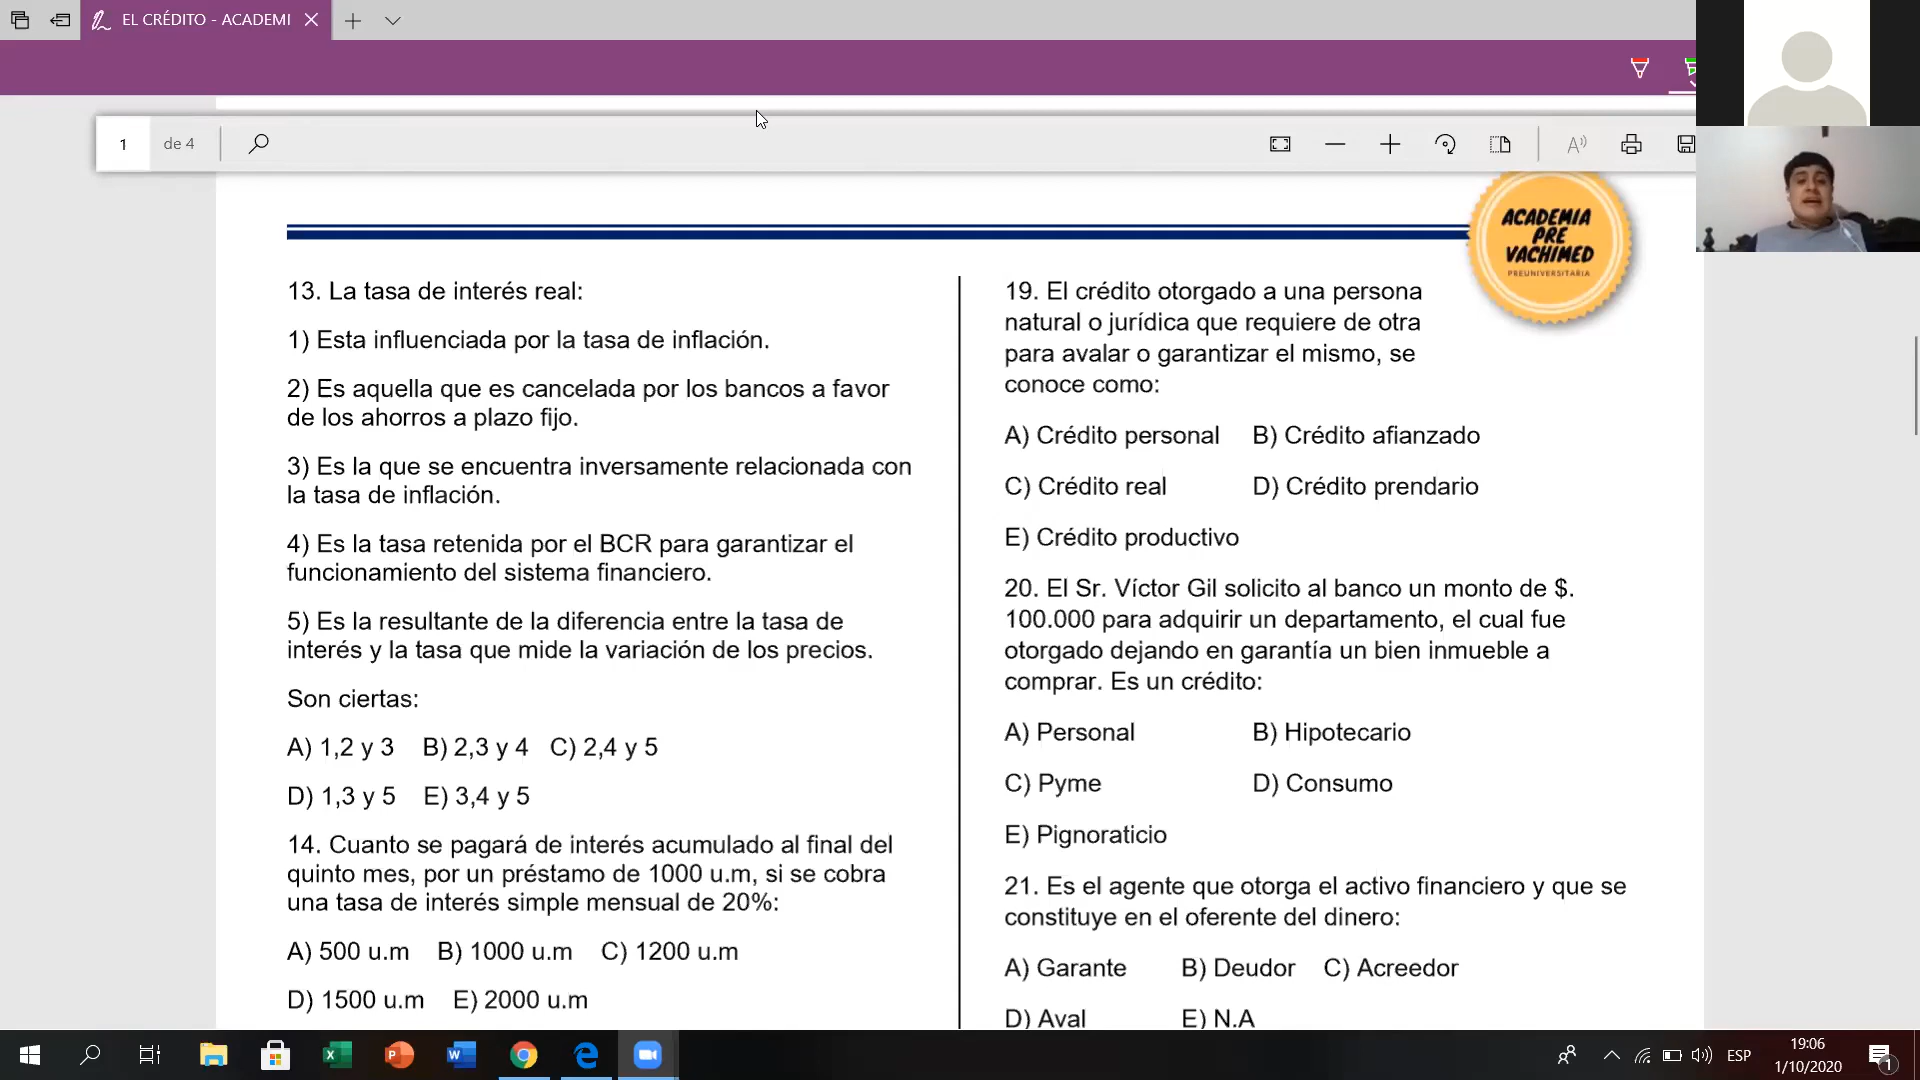 EL CRÉDITO - ACADEMI
1 de 4
ACADEMIA
PRE
VACHIMED
PREUNIVERSITARIA
13. La tasa de interés real:
1) Esta influenciada por la tasa de inflación.
2) Es aquella que es cancelada por los bancos a favor
de los ahorros a plazo fijo.
3) Es la que se encuentra inversamente relacionada con
la tasa de inflación.
4) Es la tasa retenida por el BCR para garantizar el
funcionamiento del sistema financiero.
5) Es la resultante de la diferencia entre la tasa de
interés y la tasa que mide la variación de los precios.
Son ciertas:
A) 1,2 y 3 B) 2,3 y 4 C) 2,4 y 5
D) 1,3 y 5 E) 3,4 y 5
14. Cuanto se pagará de interés acumulado al final del
quinto mes, por un préstamo de 1000 u.m, si se cobra
una tasa de interés simple mensual de 20%:
A) 500 u.m B) 1000 u.m C) 1200 u.m
D) 1500 u.m E) 2000 u.m
19. El crédito otorgado a una persona
natural o jurídica que requiere de otra
para avalar o garantizar el mismo, se
conoce como:
A) Crédito personal B) Crédito afianzado
C) Crédito real D) Crédito prendario
E) Crédito productivo
20. El Sr. Víctor Gil solicito al banco un monto de $.
100.000 para adquirir un departamento, el cual fue
otorgado dejando en garantía un bien inmueble a
comprar. Es un crédito:
A) Personal B) Hipotecario
C) Pyme D) Consumo
E) Pignoraticio
21. Es el agente que otorga el activo financiero y que se
constituye en el oferente del dinero:
A) Garante B) Deudor C) Acreedor
D) Aval E) N.A
ESP
19:06
1/10/2020
1